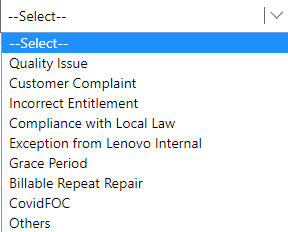 --Select--
--Select--
Quality Issue
Customer Complaint
Incorrect Entitlement
Compliance with Local Law
Exception from Lenovo Internal
Grace Period
Billable Repeat Repair
CovidFOC
Others